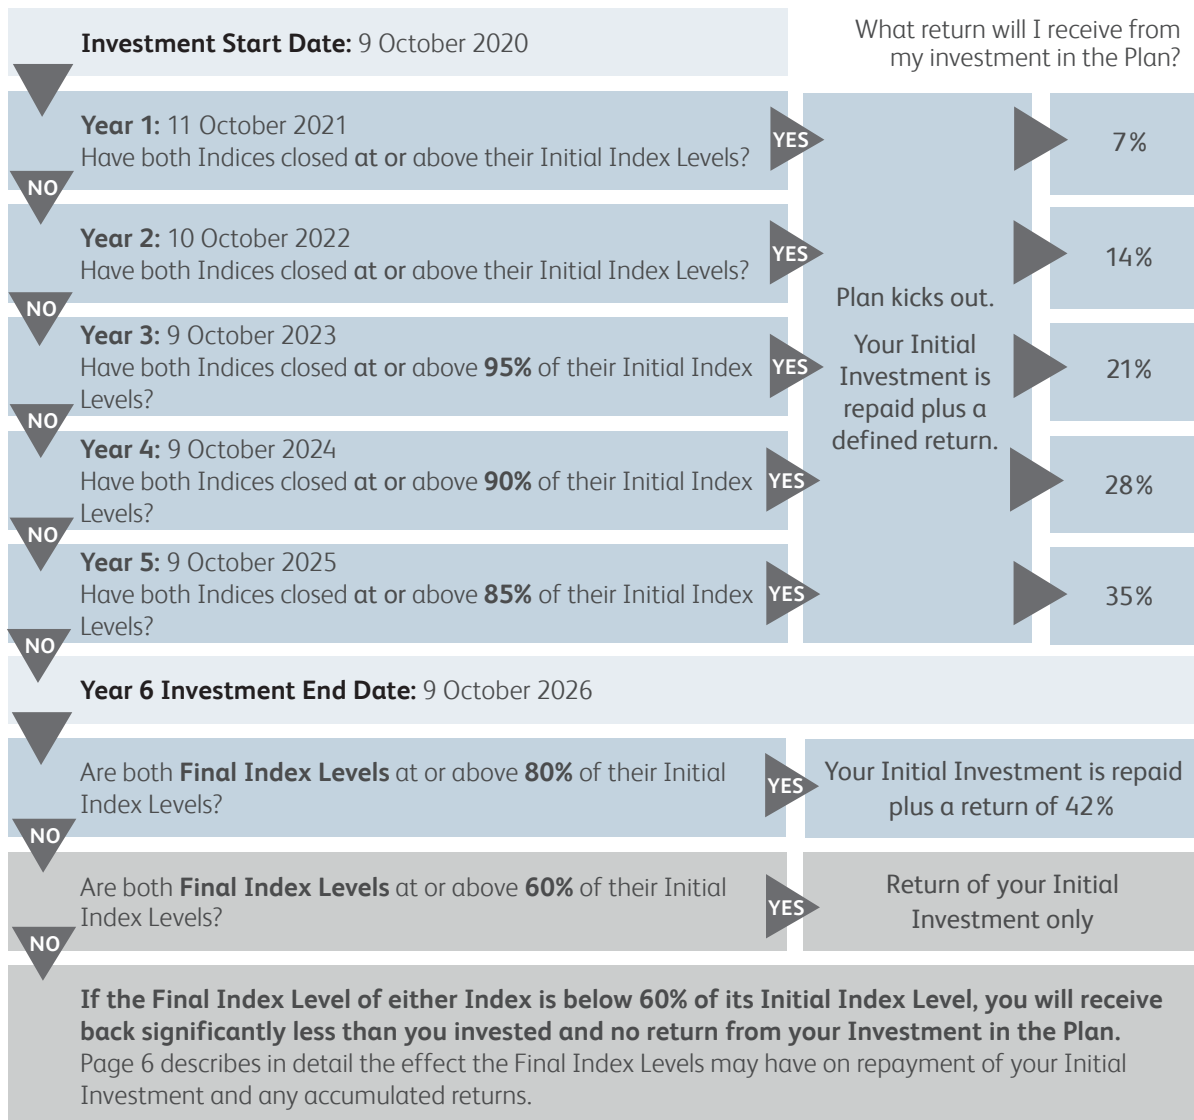 Investment Start Date: 9 October 2020
What return will I receive from
my investment in the Plan?
Year 1: 11 October 2021
Have both Indices closed at or above their Initial Index Levels?
YES
7%
NO
Year 2: 10 October 2022
Have both Indices closed at or above their Initial Index Levels?
YES
14%
NO
Plan kicks out.
Your Initial
Investment is
repaid plus a
defined return.
Year 3: 9 October 2023
Have both Indices closed at or above 95% of their Initial Index
Levels?
YES
21%
NO
Year 4: 9 October 2024
Have both Indices closed at or above 90% of their Initial Index
Levels?
YES
28%
NO
Year 5: 9 October 2025
Have both Indices closed at or above 85% of their Initial Index
Levels?
YES
35%
NO
Year 6 Investment End Date: 9 October 2026
Are both Final Index Levels at or above 80% of their Initial
Index Levels?
YES
Your Initial Investment is repaid
plus a return of 42%
NO
Are both Final Index Levels at or above 60% of their Initial
Index Levels?
YES
Return of your Initial
Investment only
NO
If the Final Index Level of either Index is below 60% of its Initial Index Level, you will receive
back significantly less than you invested and no return from your Investment in the Plan.
Page 6 describes in detail the effect the Final Index Levels may have on repayment of your Initial
Investment and any accumulated returns.